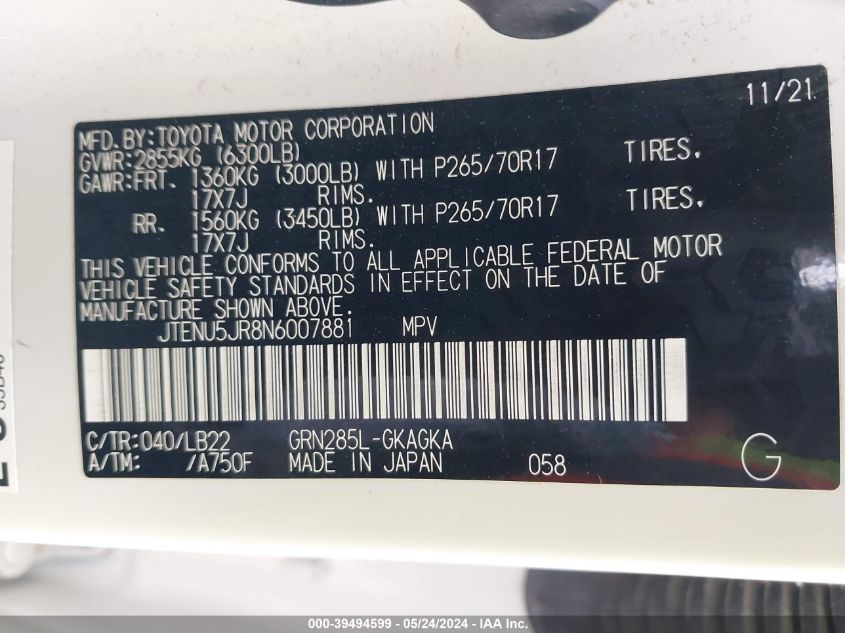 11/21
MFD.BY:TOYOTA MOTOR CORPORATION
GVWR:2855KG (6300LB)
GAWR:FRT. 1360KG (3000LB) WITH P265/70R17 TIRES.
17X7J RIMS.
RR. 1560KG (3450LB) WITH P265/70R17 TIRES.
17X7J RIMS.
THIS VEHICLE CONFORMS TO ALL APPLICABLE FEDERAL MOTOR
VEHICLE SAFETY STANDARDS IN EFFECT ON THE DATE OF
MANUFACTURE SHOWN ABOVE.
JTENU5JR8N6007881 MPV
C/TR:040/LB22 GRN285L-GKAGKA
A/TM: /A750F MADE IN JAPAN 058 G
000-39494599 - 05/24/2024 - IAA Inc.